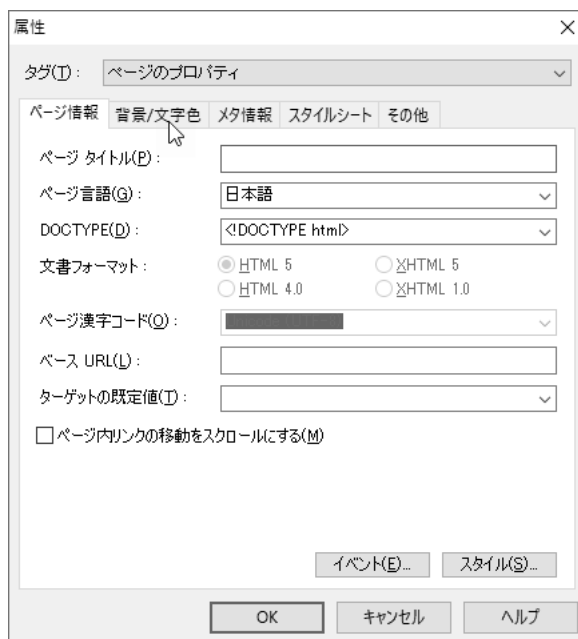 属性
タグ(T): ページのプロパティ
ページ情報 背景/文字色 メタ情報 スタイルシート その他
ページ タイトル(P):
ページ言語(G): 日本語
DOCTYPE(D): <!DOCTYPE html>
文書フォーマット: HTML 5 XHTML 5
HTML 4.0 XHTML 1.0
ページ漢字コード(O):
ベース URL(L):
ターゲットの既定値(T):
ページ内リンクの移動をスクロールにする(M)
イベント(E)... スタイル(S)...
OK キャンセル ヘルプ